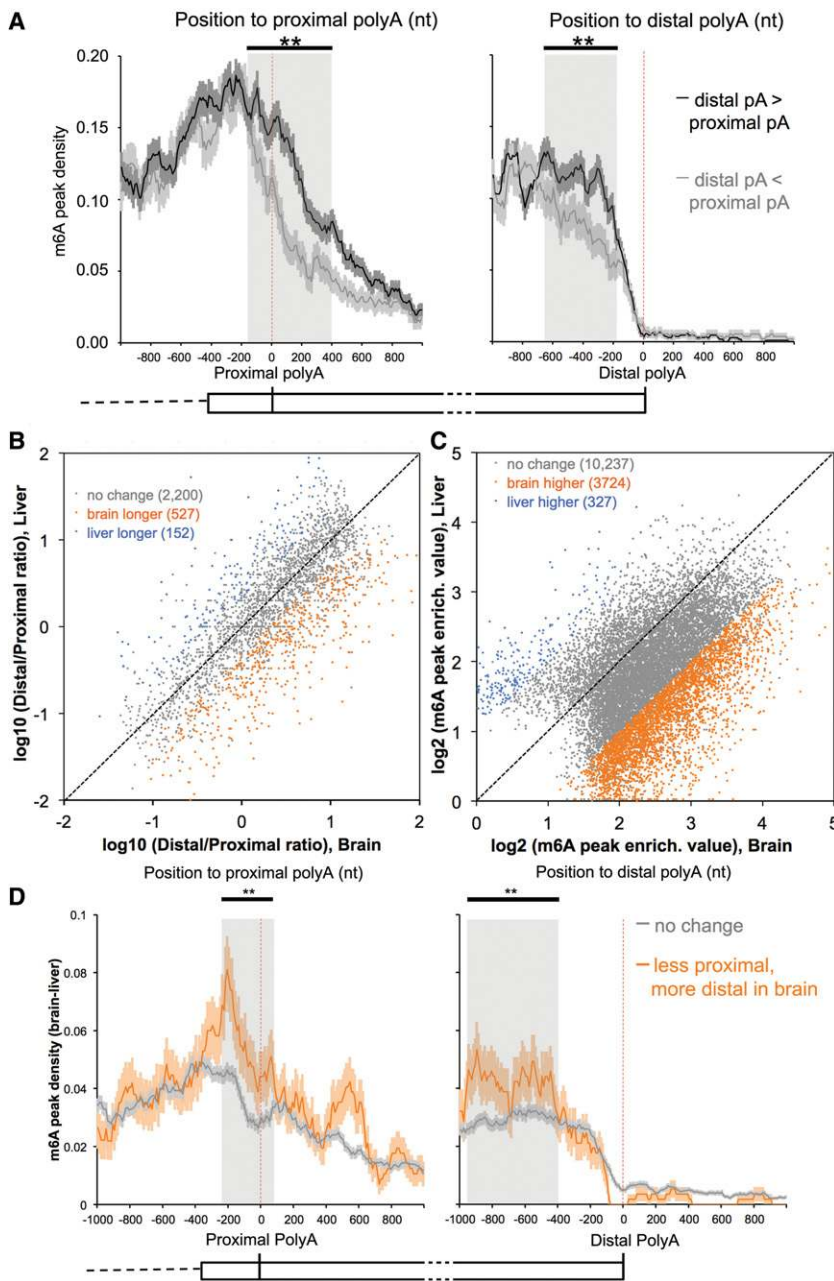 A
Position to proximal polyA (nt)
Position to distal polyA (nt)
**
**
0.20
0.15
0.10
0.05
0.00
m6A peak density
distal pA >
proximal pA
distal pA <
proximal pA
-800 -600 -400 -200 0 200 400 600 800
-800 -600 -400 -200 0 200 400 600 800
Proximal polyA
Distal polyA
B
2
1
0
-1
-2
log10 (Distal/Proximal ratio), Liver
no change (2,200)
brain longer (527)
liver longer (152)
-2 -1 0 1 2
log10 (Distal/Proximal ratio), Brain
C
5
4
3
2
1
0
log2 (m6A peak enrich. value), Liver
no change (10,237)
brain higher (3724)
liver higher (327)
0 1 2 3 4 5
log2 (m6A peak enrich. value), Brain
D
Position to proximal polyA (nt)
Position to distal polyA (nt)
**
**
0.1
0.08
0.06
0.04
0.02
0
m6A peak density (brain-liver)
no change
less proximal,
more distal in brain
-1000 -800 -600 -400 -200 0 200 400 600 800
-1000 -800 -600 -400 -200 0 200 400 600 800
Proximal PolyA
Distal PolyA